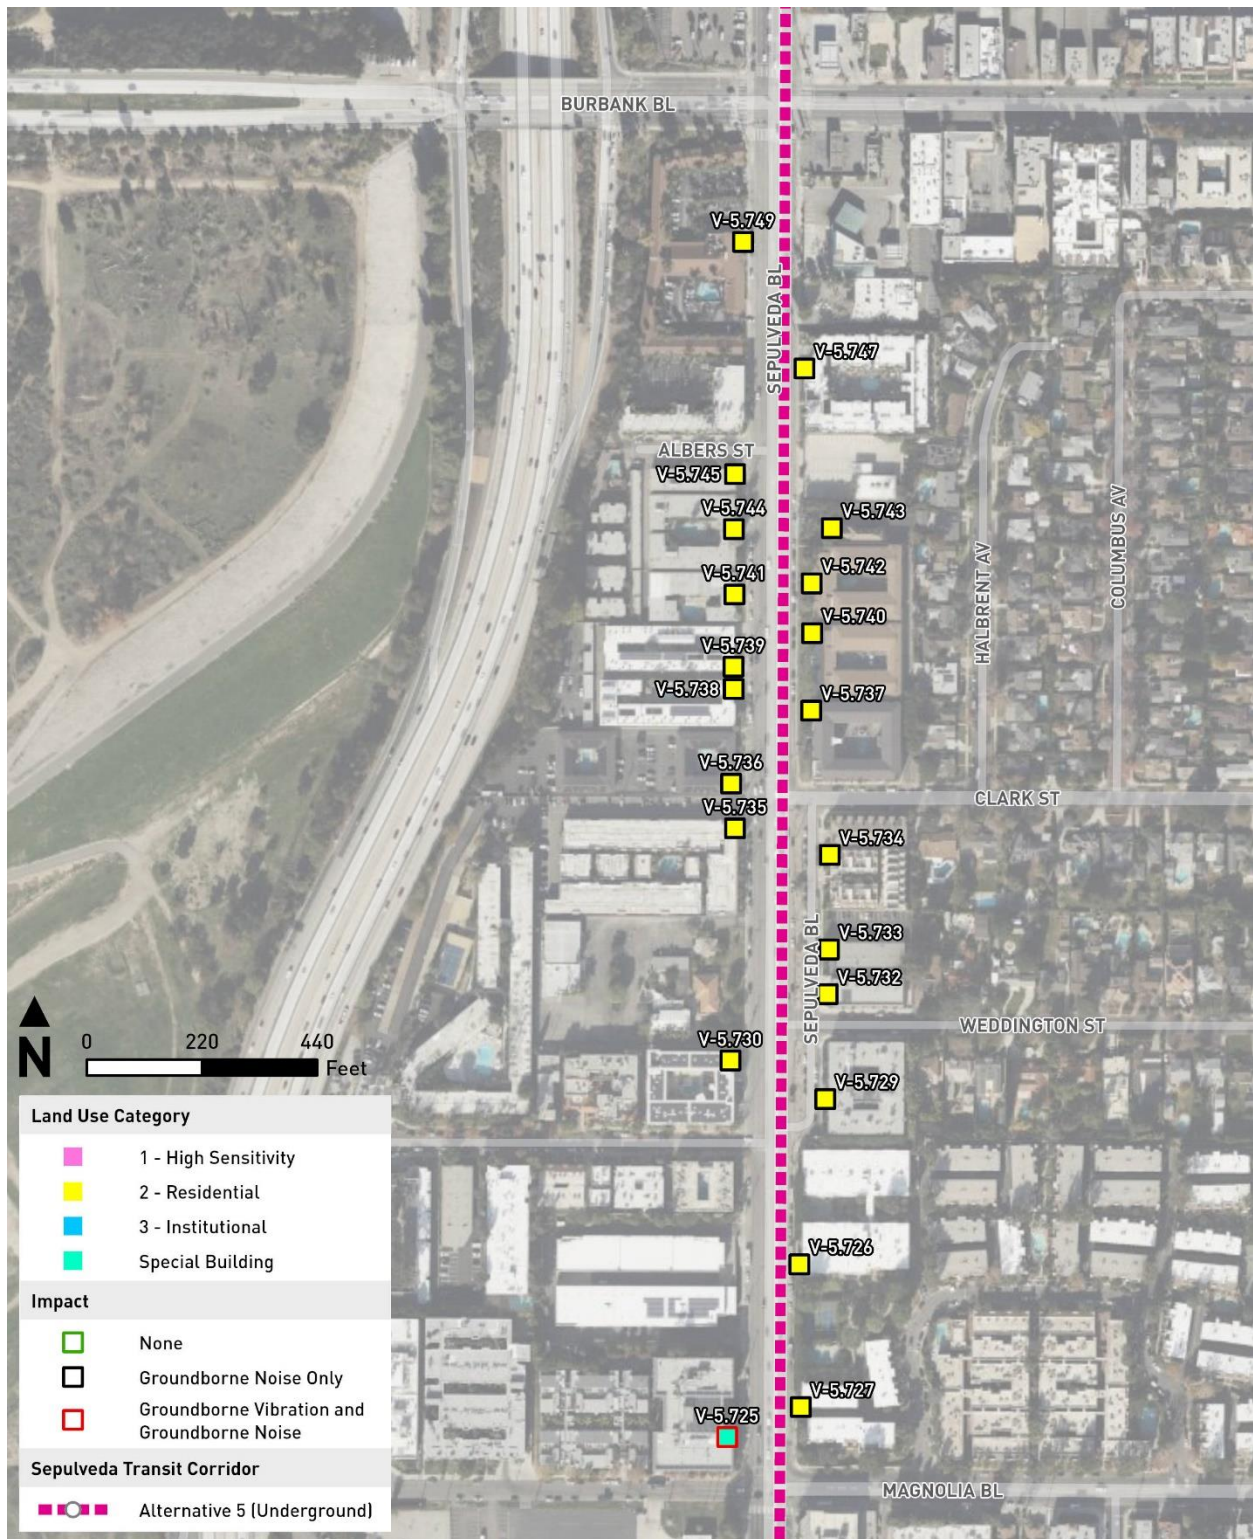 BURBANK BL
V-5.749
SEPULVEDA BL
V-5.747
ALBERS ST
V-5.745
V-5.744
V-5.743
V-5.741
V-5.742
COLUMBUS AV
HALBRENT AV
V-5.740
V-5.739
V-5.738
V-5.737
V-5.736
CLARK ST
V-5.735
V-5.734
V-5.733
SEPULVEDA BL
V-5.732
WEDDINGTON ST
V-5.730
V-5.729
N
0 220 440
Feet
Land Use Category
1 - High Sensitivity
2 - Residential
3 - Institutional
Special Building
Impact
None
Groundborne Noise Only
Groundborne Vibration and
Groundborne Noise
Sepulveda Transit Corridor
Alternative 5 (Underground)
V-5.726
V-5.727
V-5.725
MAGNOLIA BL